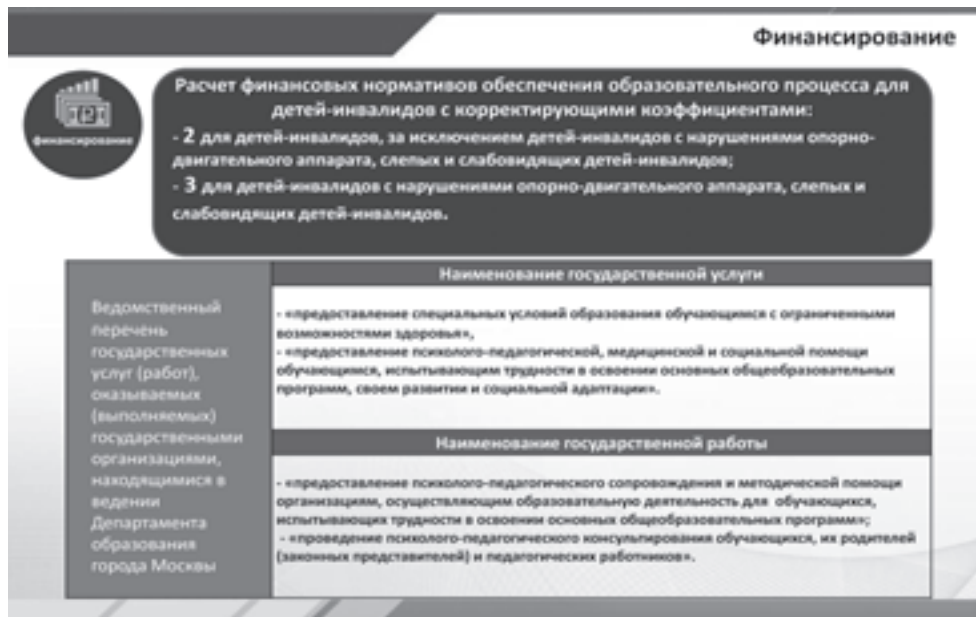 Финансирование
финансирование
Расчет финансовых нормативов обеспечения образовательного процесса для
детей-инвалидов с корректирующими коэффициентами:
- 2 для детей-инвалидов, за исключением детей-инвалидов с нарушениями опорно-
двигательного аппарата, слепых и слабовидящих детей-инвалидов;
- 3 для детей-инвалидов с нарушениями опорно-двигательного аппарата, слепых и
слабовидящих детей-инвалидов.
Ведомственный
перечень
государственных
услуг (работ),
оказываемых
(выполняемых)
государственными
организациями,
находящимися в
ведении
Департамента
образования
города Москвы
Наименование государственной услуги
- «предоставление специальных условий образования обучающимся с ограниченными
возможностями здоровья»,
- «предоставление психолого-педагогической, медицинской и социальной помощи
обучающимся, испытывающим трудности в освоении основных общеобразовательных
программ, своем развитии и социальной адаптации».
Наименование государственной работы
- «предоставление психолого-педагогического сопровождения и методической помощи
организациям, осуществляющим образовательную деятельность для обучающихся,
испытывающих трудности в освоении основных общеобразовательных программ»;
- «проведение психолого-педагогического консультирования обучающихся, их родителей
(законных представителей) и педагогических работников».